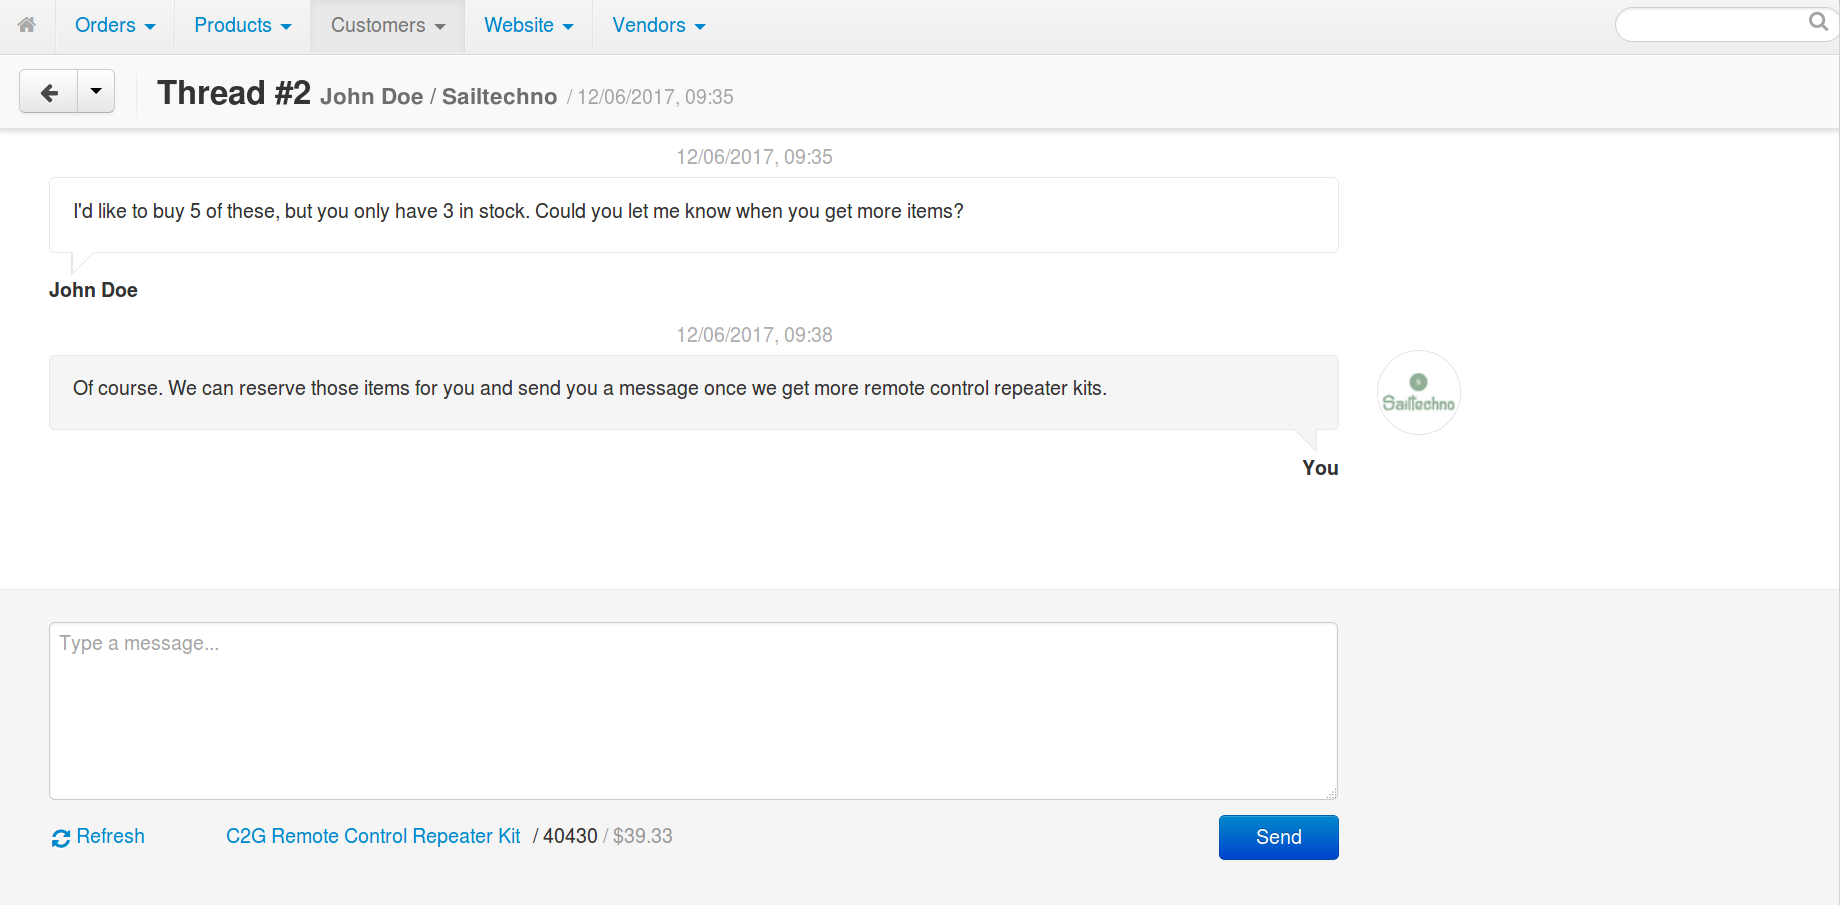 Orders Products Customers Website Vendors
Thread #2 John Doe / Sailtechno / 12/06/2017, 09:35
12/06/2017, 09:35
I'd like to buy 5 of these, but you only have 3 in stock. Could you let me know when you get more items?
John Doe
12/06/2017, 09:38
Of course. We can reserve those items for you and send you a message once we get more remote control repeater kits.
S
SailTechno
You
Type a message...
Refresh C2G Remote Control Repeater Kit / 40430 / $39.33 Send